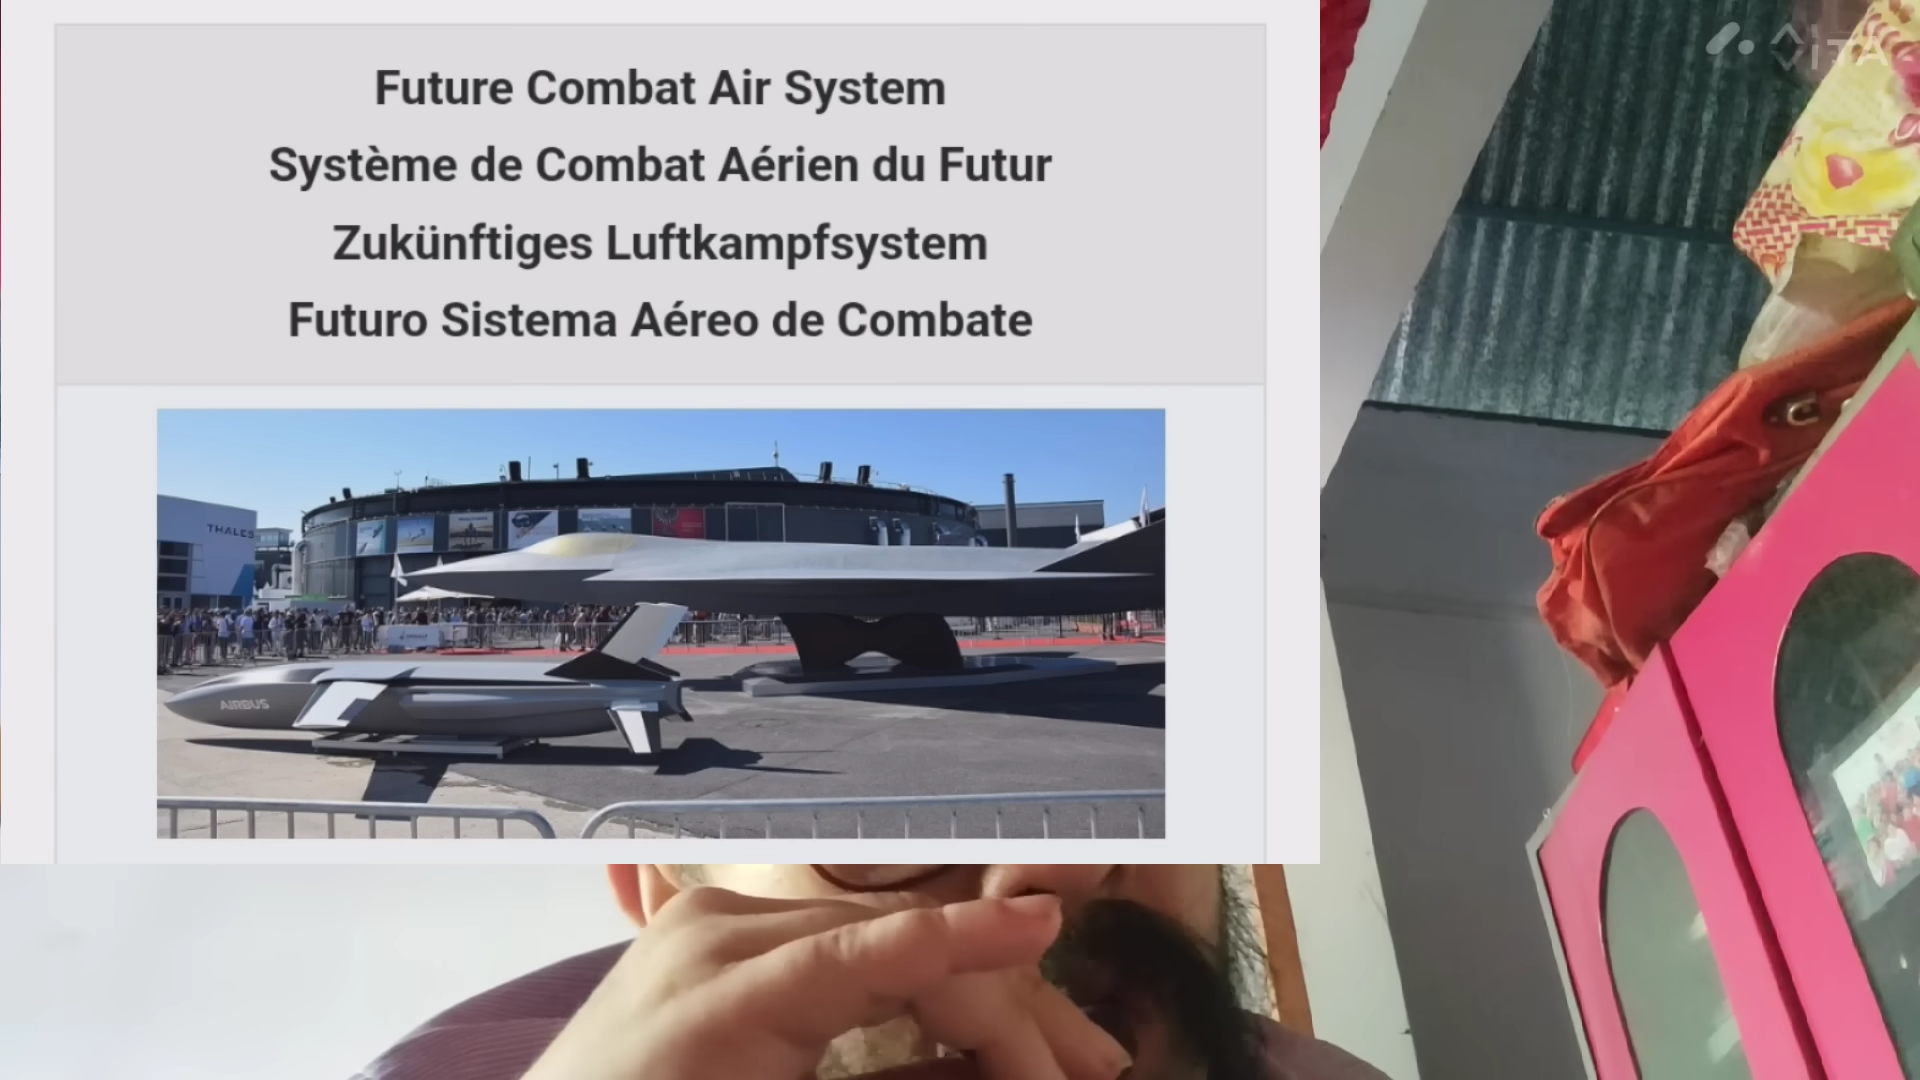 VITA
Future Combat Air System
Système de Combat Aérien du Futur
Zukünftiges Luftkampfsystem
Futuro Sistema Aéreo de Combate
THALES
AIRBUS